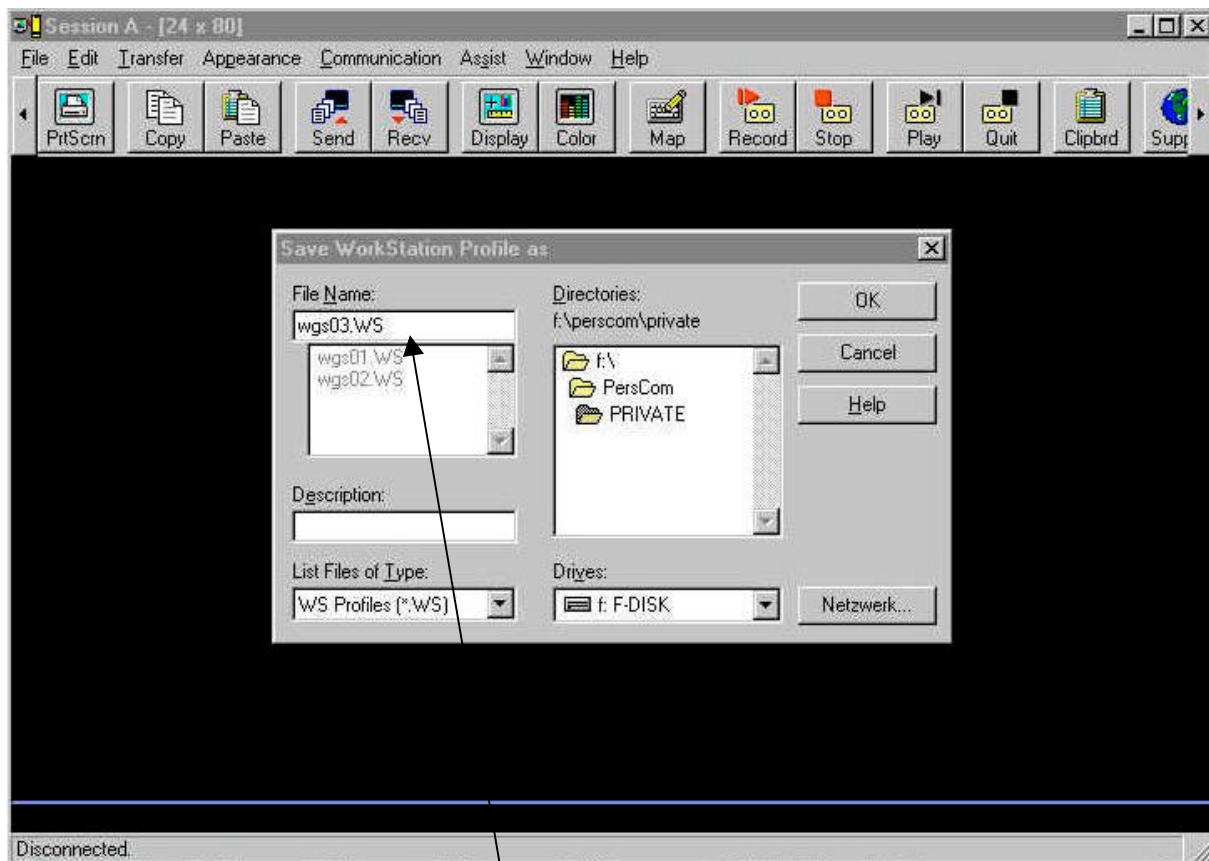 Session A - [24 x 80]
File Edit Transfer Appearance Communication Assist Window Help
PrtScrn Copy Paste Send Recv Display Color Map Record Stop Play Quit Clipbrd Supp
Save WorkStation Profile as
File Name:
wgs03.WS
wgs01.WS
wgs02.WS
Description:
List Files of Type:
WS Profiles (*.WS)
Directories:
f:\perscom\private
f:\
PersCom
PRIVATE
Drives:
f: F-DISK
OK
Cancel
Help
Netzwerk...
Disconnected.